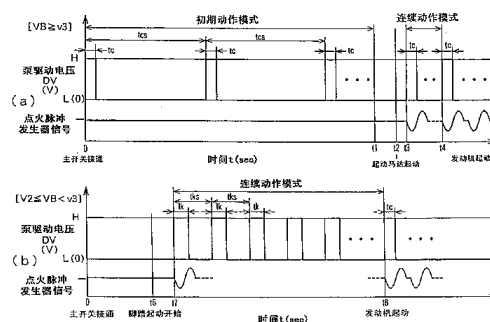 [VB≧v3]
初期动作模式
连续动作模式
tcs
tcs
tc
tc
tc
tc
tc
H
泵驱动电压
DV
(V)
L(0)
(a)
点火脉冲
发生器信号
0
t1
t2
t3
t4
主开关接通
时间t(sec)
起动马达起动
发动机起动
[V2≦VB<v3]
连续动作模式
tks
tks
tk
tk
tk
tc
H
泵驱动电压
DV
(V)
L(0)
(b)
点火脉冲
发生器信号
0
t6
t7
t8
主开关接通
脚踏起动开始
时间t(sec)
发动机起动